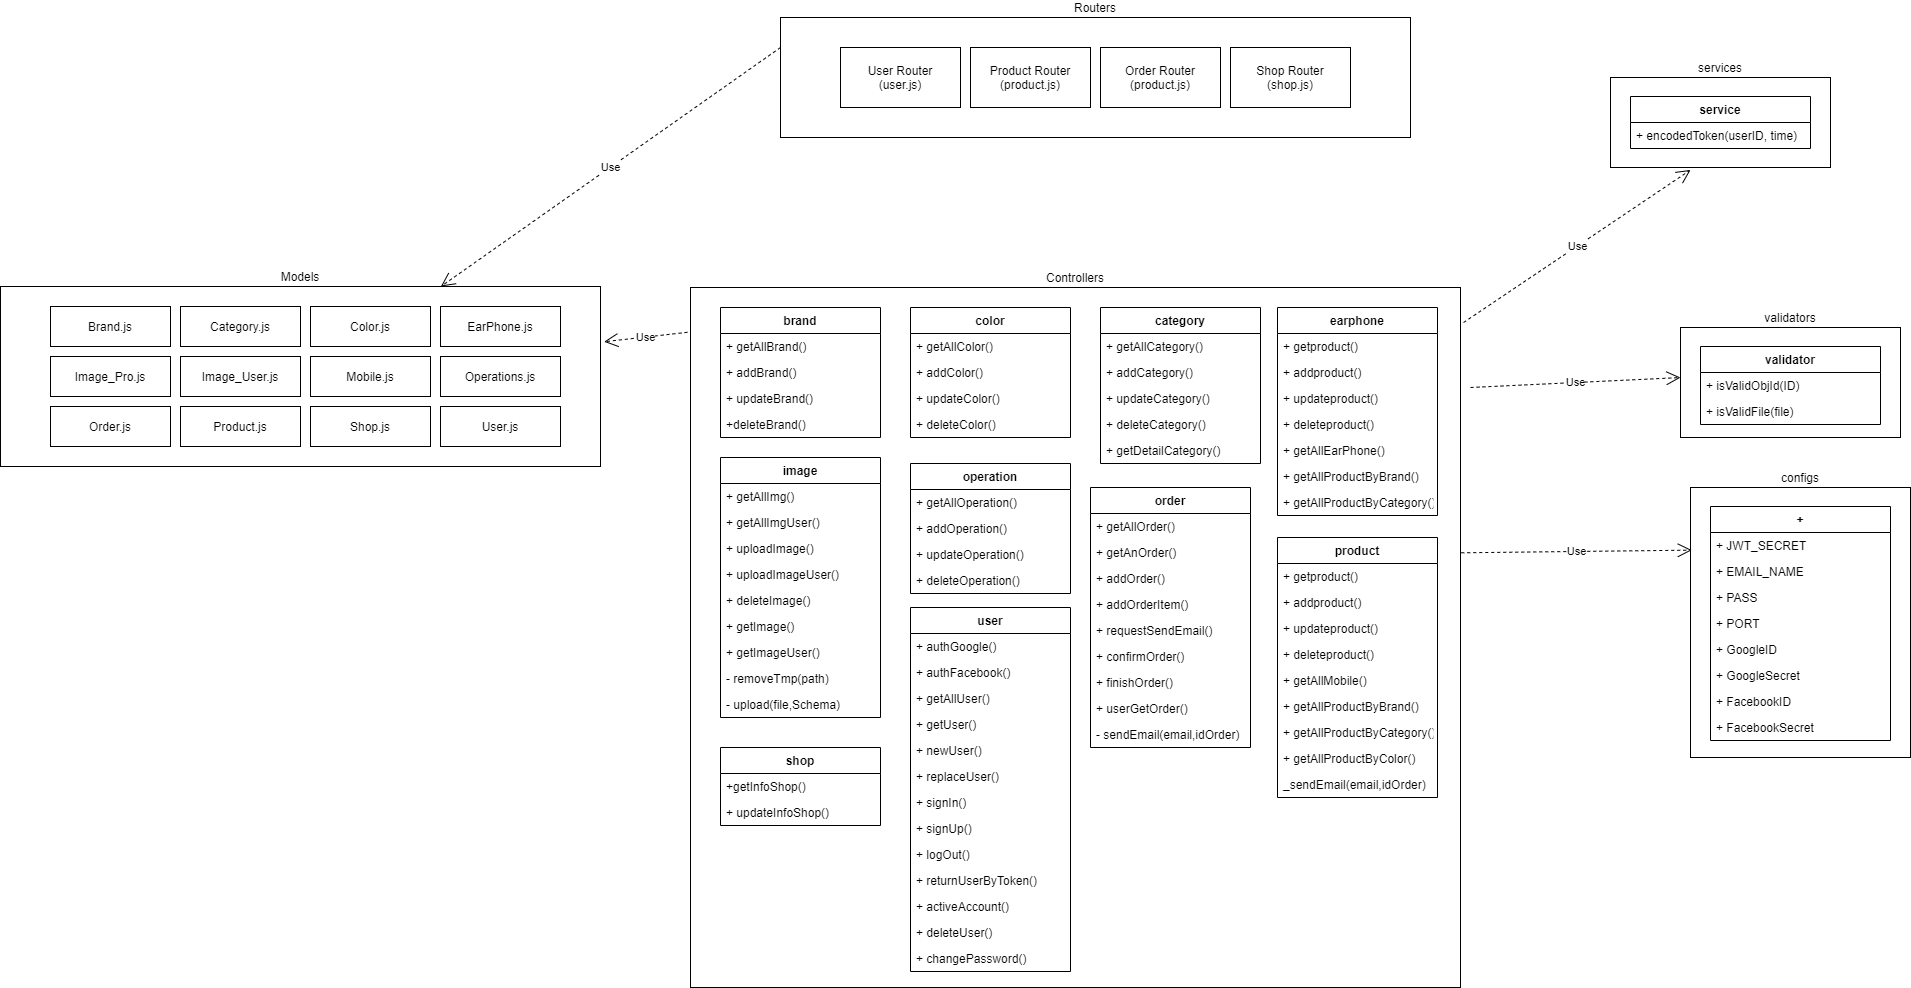 Routers
User Router
(user.js)
Product Router
(product.js)
Order Router
(product.js)
Shop Router
(shop.js)
services
service
+ encodedToken(userID, time)
Use
Use
Models
Brand.js
Category.js
Color.js
EarPhone.js
Image_Pro.js
Image_User.js
Mobile.js
Operations.js
Order.js
Product.js
Shop.js
User.js
Use
Controllers
brand
+ getAllBrand()
+ addBrand()
+ updateBrand()
+deleteBrand()
color
+ getAllColor()
+ addColor()
+ updateColor()
+ deleteColor()
category
+ getAllCategory()
+ addCategory()
+ updateCategory()
+ deleteCategory()
+ getDetailCategory()
earphone
+ getproduct()
+ addproduct()
+ updateproduct()
+ deleteproduct()
+ getAllEarPhone()
+ getAllProductByBrand()
+ getAllProductByCategory()
image
+ getAllImg()
+ getAllImgUser()
+ uploadImage()
+ uploadImageUser()
+ deleteImage()
+ getImage()
+ getImageUser()
- removeTmp(path)
- upload(file,Schema)
operation
+ getAllOperation()
+ addOperation()
+ updateOperation()
+ deleteOperation()
order
+ getAllOrder()
+ getAnOrder()
+ addOrder()
+ addOrderItem()
+ requestSendEmail()
+ confirmOrder()
+ finishOrder()
+ userGetOrder()
- sendEmail(email,idOrder)
product
+ getproduct()
+ addproduct()
+ updateproduct()
+ deleteproduct()
+ getAllMobile()
+ getAllProductByBrand()
+ getAllProductByCategory()
+ getAllProductByColor()
_sendEmail(email,idOrder)
user
+ authGoogle()
+ authFacebook()
+ getAllUser()
+ getUser()
+ newUser()
+ replaceUser()
+ signIn()
+ signUp()
+ logOut()
+ returnUserByToken()
+ activeAccount()
+ deleteUser()
+ changePassword()
shop
+getInfoShop()
+ updateInfoShop()
validators
validator
+ isValidObjId(ID)
+ isValidFile(file)
Use
configs
+
+ JWT_SECRET
+ EMAIL_NAME
+ PASS
+ PORT
+ GoogleID
+ GoogleSecret
+ FacebookID
+ FacebookSecret
Use